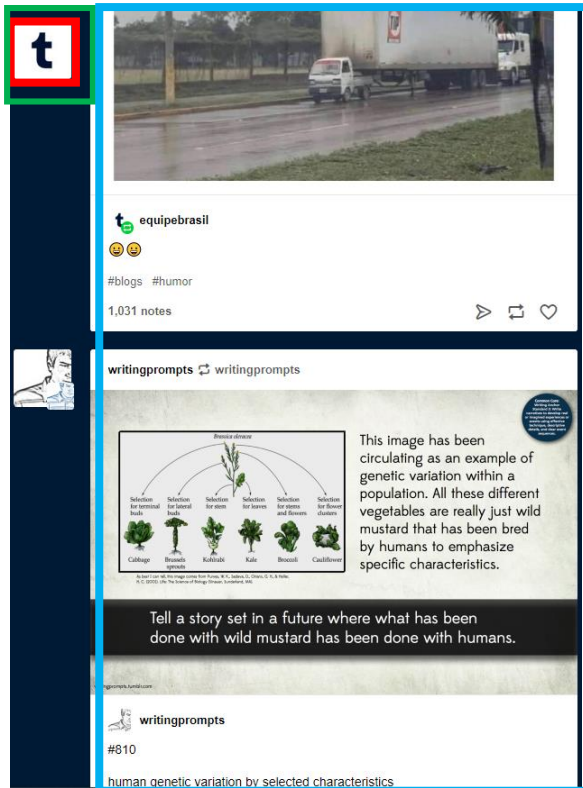 t
equipebrasil
#blogs #humor
1,031 notes
writingprompts writingprompts
Brassica oleracea
Selection for terminal buds
Selection for lateral buds
Selection for stem
Selection for leaves
Selection for stems and flowers
Selection for flower clusters
Cabbage
Brussels sprouts
Kohlrabi
Kale
Broccoli
Cauliflower
This image has been
circulating as an example of
genetic variation within a
population. All these different
vegetables are really just wild
mustard that has been bred
by humans to emphasize
specific characteristics.
Tell a story set in a future where what has been
done with wild mustard has been done with humans.
writingprompts
#810
human genetic variation by selected characteristics